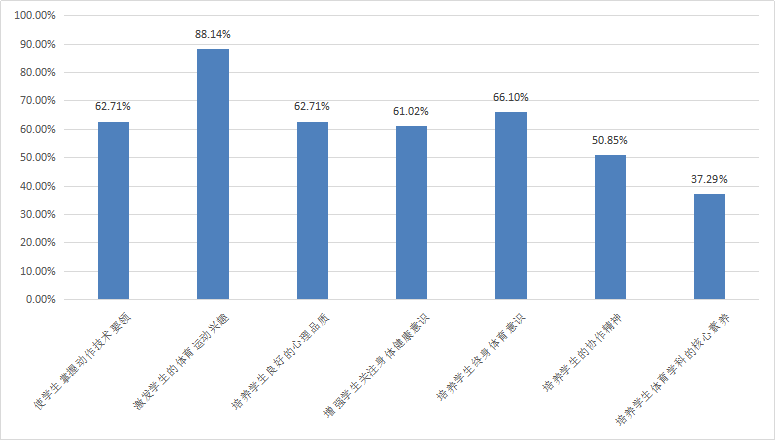 100.00%
90.00%
80.00%
70.00%
60.00%
50.00%
40.00%
30.00%
20.00%
10.00%
0.00%
62.71%
88.14%
62.71%
61.02%
66.10%
50.85%
37.29%
使学生掌握动作技术要领
激发学生的体育运动兴趣
培养学生良好的心理品质
增强学生关注身体健康意识
培养学生终身体育意识
培养学生的协作精神
培养学生体育学科的核心素养